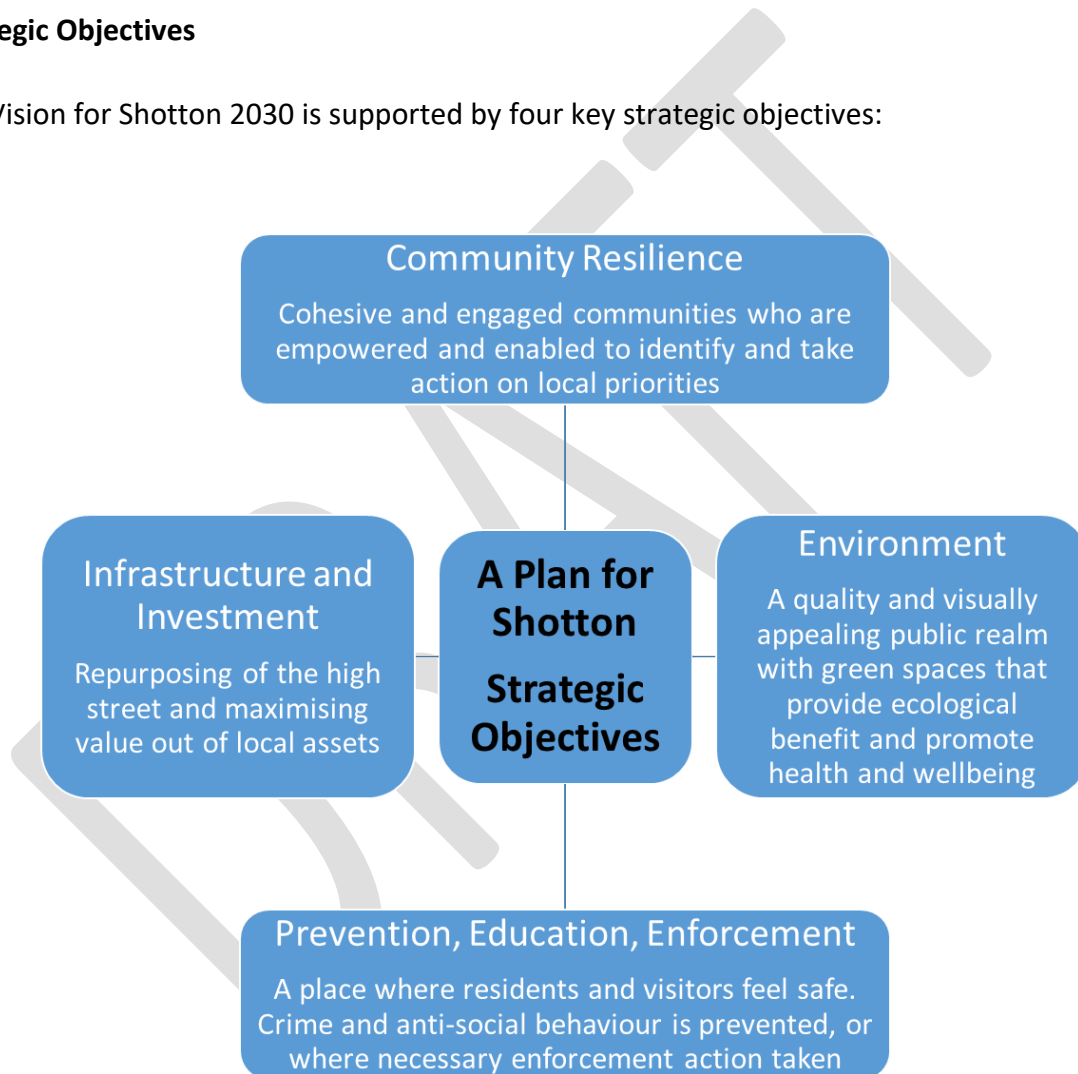 egic Objectives
Vision for Shotton 2030 is supported by four key strategic objectives:
Community Resilience
Cohesive and engaged communities who are
empowered and enabled to identify and take
action on local priorities
Infrastructure and
Investment
Repurposing of the high
street and maximising
value out of local assets
A Plan for
Shotton
Strategic
Objectives
Environment
A quality and visually
appealing public realm
with green spaces that
provide ecological
benefit and promote
health and wellbeing
Prevention, Education, Enforcement
A place where residents and visitors feel safe.
Crime and anti-social behaviour is prevented, or
where necessary enforcement action taken
DRAFT